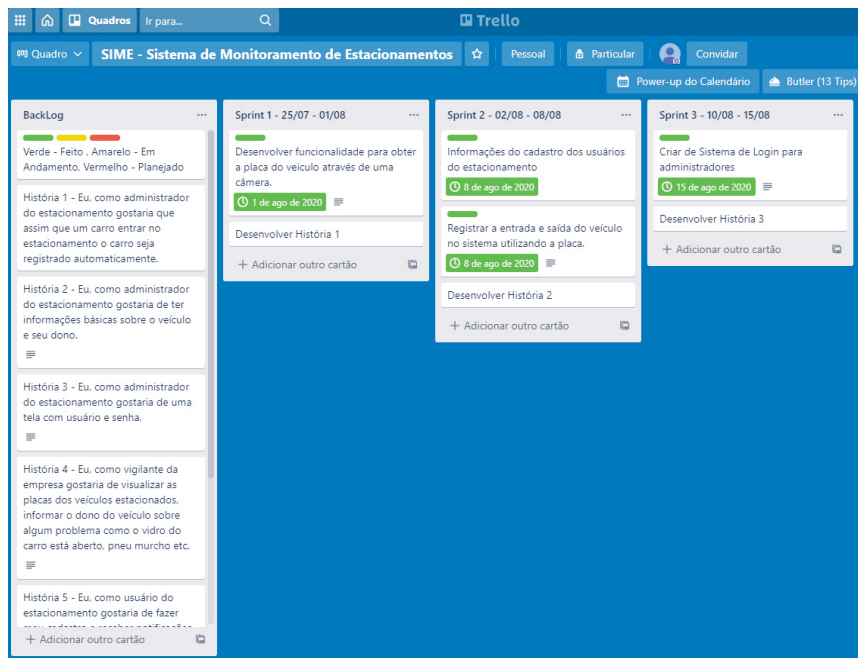 Quadros
Ir para...
Trello
Quadro
SIME - Sistema de Monitoramento de Estacionamentos
Pessoal
Particular
Convidar
Power-up do Calendário
Butler (13 Tips)
BackLog
Verde - Feito , Amarelo - Em
Andamento, Vermelho - Planejado
História 1 - Eu, como administrador
do estacionamento gostaria que
assim que um carro entrar no
estacionamento o carro seja
registrado automaticamente.
História 2 - Eu, como administrador
do estacionamento gostaria de ter
informações básicas sobre o veículo
e seu dono.
História 3 - Eu, como administrador
do estacionamento gostaria de uma
tela com usuário e senha.
História 4 - Eu, como vigilante da
empresa gostaria de visualizar as
placas dos veículos estacionados,
informar o dono do veículo sobre
algum problema como o vidro do
carro está aberto, pneu murcho etc.
História 5 - Eu, como usuário do
estacionamento gostaria de fazer
+ Adicionar outro cartão
Sprint 1 - 25/07 - 01/08
Desenvolver funcionalidade para obter
a placa do veiculo através de uma
câmera.
1 de ago de 2020
Desenvolver História 1
+ Adicionar outro cartão
Sprint 2 - 02/08 - 08/08
Informações do cadastro dos usuários
do estacionamento
8 de ago de 2020
Registrar a entrada e saída do veículo
no sistema utilizando a placa.
8 de ago de 2020
Desenvolver História 2
+ Adicionar outro cartão
Sprint 3 - 10/08 - 15/08
Criar de Sistema de Login para
administradores
15 de ago de 2020
Desenvolver História 3
+ Adicionar outro cartão